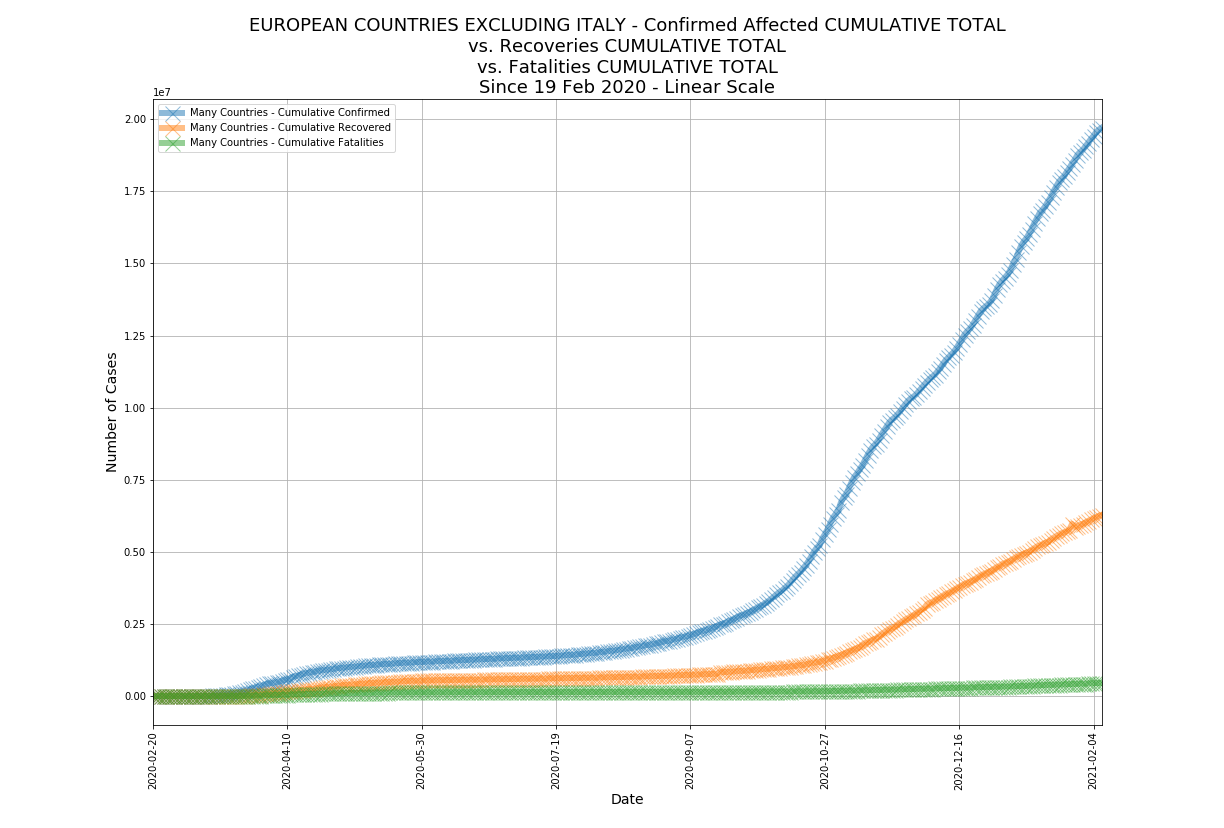 EUROPEAN COUNTRIES EXCLUDING ITALY - Confirmed Affected CUMULATIVE TOTAL
vs. Recoveries CUMULATIVE TOTAL
vs. Fatalities CUMULATIVE TOTAL
Since 19 Feb 2020 - Linear Scale
1e7
Many Countries - Cumulative Confirmed
Many Countries - Cumulative Recovered
Many Countries - Cumulative Fatalities
2.00
1.75
1.50
1.25
1.00
0.75
0.50
0.25
0.00
Number of Cases
2020-02-20
2020-04-10
2020-05-30
2020-07-19
2020-09-07
2020-10-27
2020-12-16
2021-02-04
Date